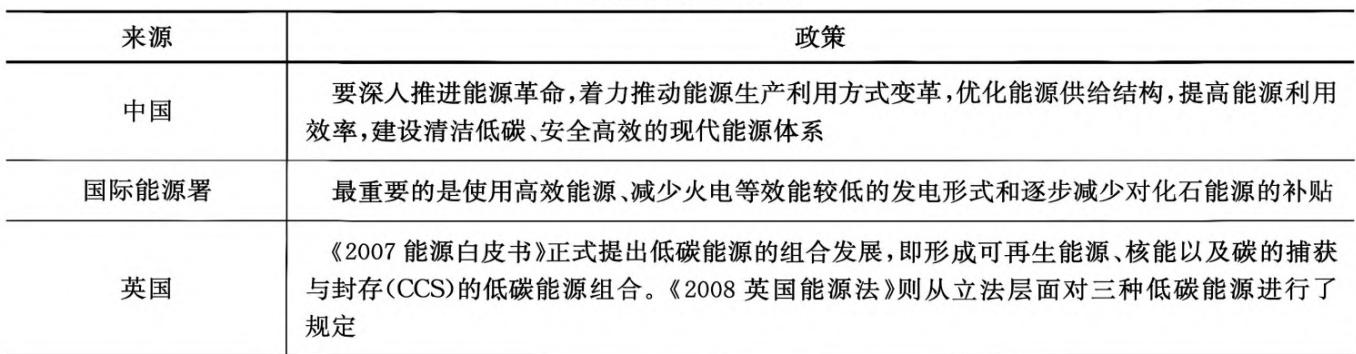 来源 政策
中国
要深人推进能源革命,着力推动能源生产利用方式变革,优化能源供给结构,提高能源利用
效率,建设清洁低碳、安全高效的现代能源体系
国际能源署 最重要的是使用高效能源、减少火电等效能较低的发电形式和逐步减少对化石能源的补贴
英国
《2007能源白皮书》正式提出低碳能源的组合发展,即形成可再生能源、核能以及碳的捕获
与封存(CCS)的低碳能源组合。《2008英国能源法》则从立法层面对三种低碳能源进行了
规定